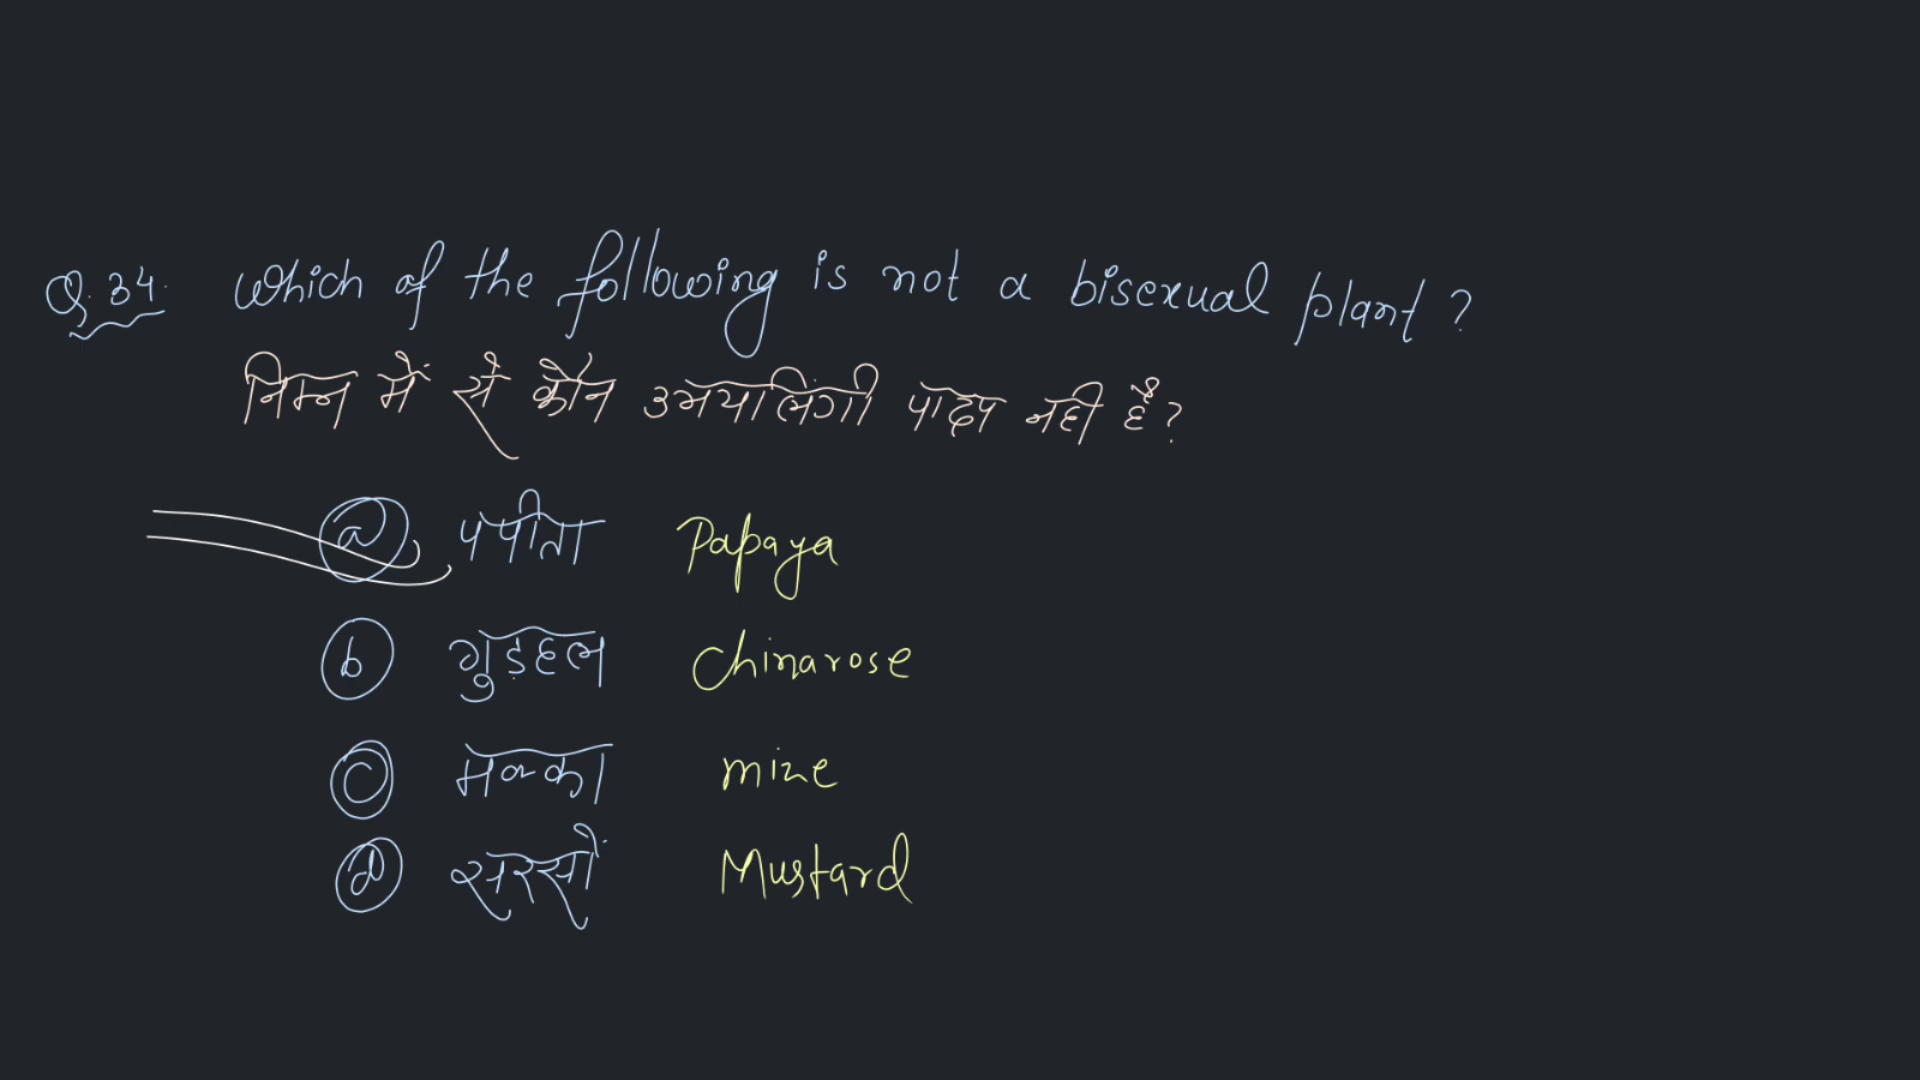 Q.34. which of the following is not a bisexual plant ?
निम्न में से कौन उभयलिंगी पादप नही है ?
(a) पपीता Papaya
(b) गुड़हल Chinarose
(c) मक्का mize
(d) सरसों Mustard